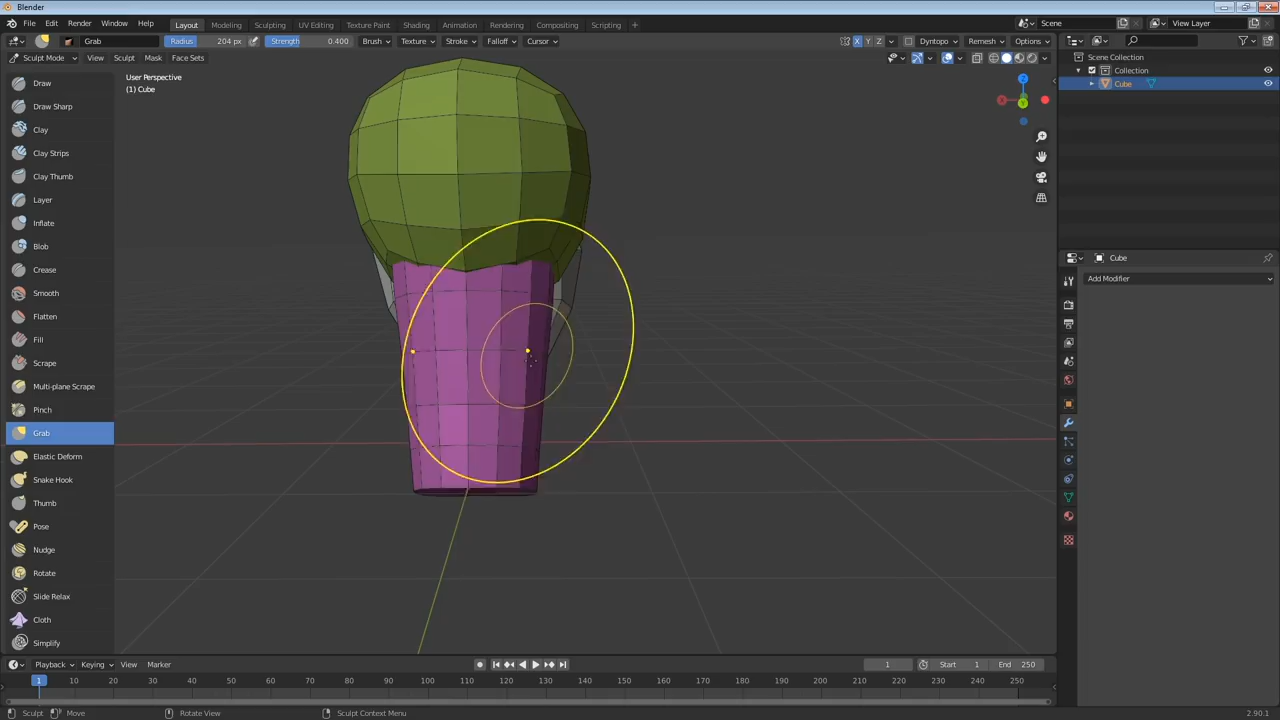 Blender
File Edit Render Window Help Layout Modeling Sculpting UV Editing Texture Paint Shading Animation Rendering Compositing Scripting + Scene View Layer
Grab Radius 204 px Strength 0.400 Brush Texture Stroke Falloff Cursor X Y Z Dyntopo Remesh Options
Sculpt Mode View Sculpt Mask Face Sets
User Perspective
(1) Cube
Draw
Draw Sharp
Clay
Clay Strips
Clay Thumb
Layer
Inflate
Blob
Crease
Smooth
Flatten
Fill
Scrape
Multi-plane Scrape
Pinch
Grab
Elastic Deform
Snake Hook
Thumb
Pose
Nudge
Rotate
Slide Relax
Cloth
Simplify
Z
X
Y
Scene Collection
Collection
Cube
Cube
Add Modifier
Playback Keying View Marker 1 Start 1 End 250
1 10 20 30 40 50 60 70 80 90 100 110 120 130 140 150 160 170 180 190 200 210 220 230 240 250
Sculpt Move Rotate View Sculpt Context Menu 2.90.1